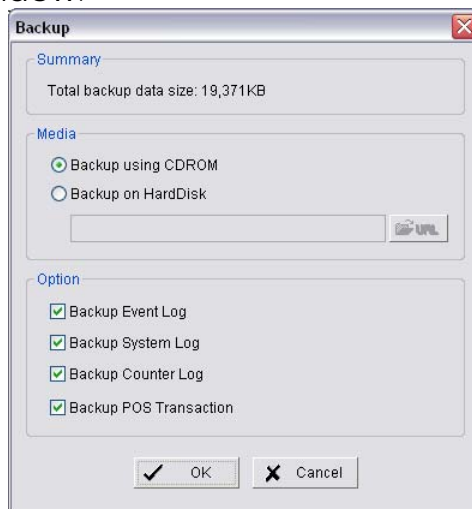 Backup
Summary
Total backup data size: 19,371KB
Media
Backup using CDROM
Backup on HardDisk
URL
Option
Backup Event Log
Backup System Log
Backup Counter Log
Backup POS Transaction
OK Cancel